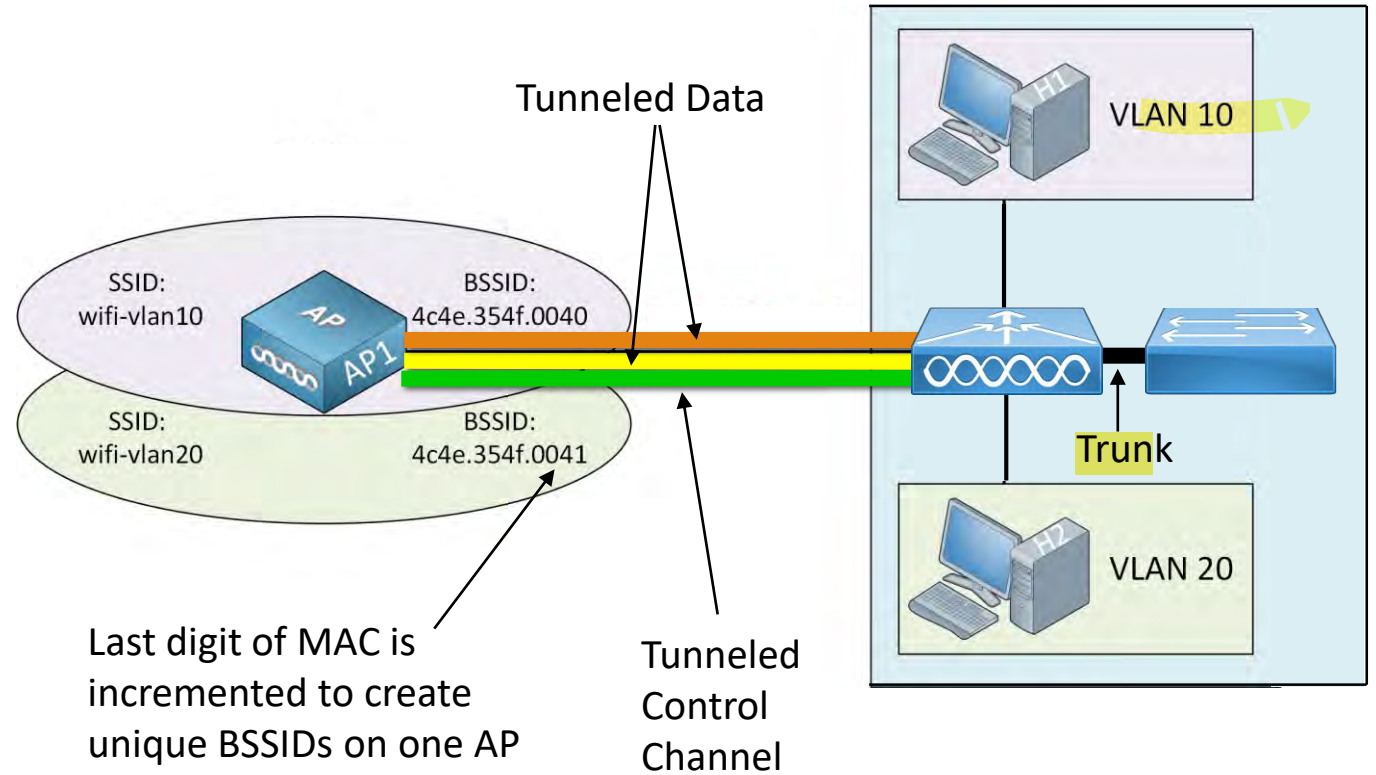 Tunneled Data
H1
VLAN 10
SSID:
wifi-vlan10
BSSID:
4c4e.354f.0040
AP
AP1
SSID:
wifi-vlan20
BSSID:
4c4e.354f.0041
Trunk
H2
VLAN 20
Last digit of MAC is
incremented to create
unique BSSIDs on one AP
Tunneled
Control
Channel